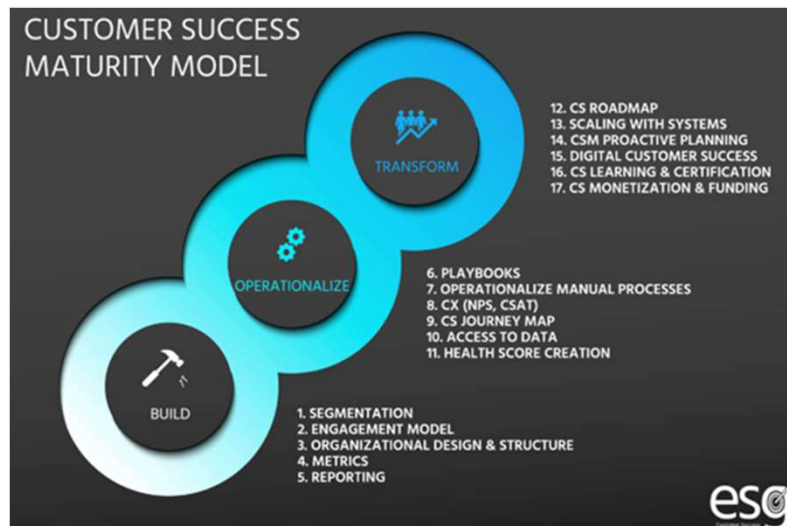 CUSTOMER SUCCESS
MATURITY MODEL
TRANSFORM
12. CS ROADMAP
13. SCALING WITH SYSTEMS
14. CSM PROACTIVE PLANNING
15. DIGITAL CUSTOMER SUCCESS
16. CS LEARNING & CERTIFICATION
17. CS MONETIZATION & FUNDING
OPERATIONALIZE
6. PLAYBOOKS
7. OPERATIONALIZE MANUAL PROCESSES
8. CX (NPS, CSAT)
9. CS JOURNEY MAP
10. ACCESS TO DATA
11. HEALTH SCORE CREATION
BUILD
1. SEGMENTATION
2. ENGAGEMENT MODEL
3. ORGANIZATIONAL DESIGN & STRUCTURE
4. METRICS
5. REPORTING
esg
Customer Success